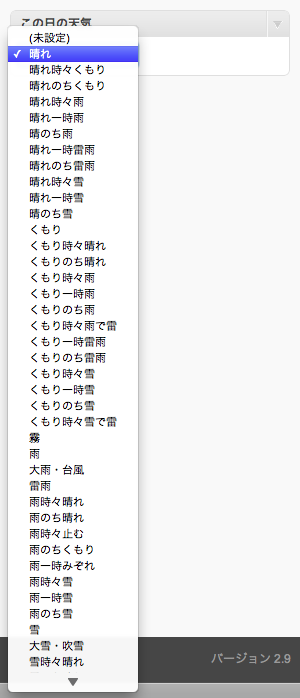 この日の天気
(未設定)
✓ 晴れ
晴れ時々くもり
晴れのちくもり
晴れ時々雨
晴れ一時雨
晴のち雨
晴れ一時雷雨
晴れのち雷雨
晴れ時々雪
晴れ一時雪
晴のち雪
くもり
くもり時々晴れ
くもりのち晴れ
くもり時々雨
くもり一時雨
くもりのち雨
くもり時々雨で雷
くもり一時雷雨
くもりのち雷雨
くもり時々雪
くもり一時雪
くもりのち雪
くもり時々雪で雷
霧
雨
大雨・台風
雷雨
雨時々晴れ
雨のち晴れ
雨時々止む
雨のちくもり
雨一時みぞれ
雨時々雪
雨一時雪
雨のち雪
雪
大雪・吹雪
雪時々晴れ
バージョン 2.9